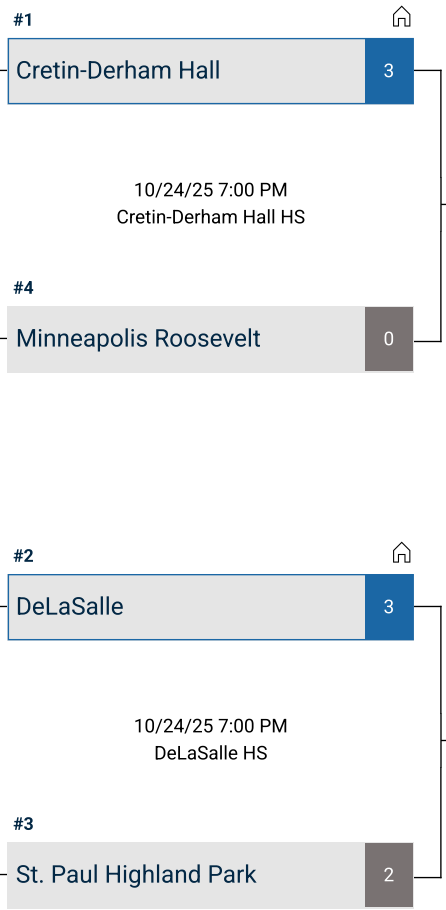 #1
Cretin-Derham Hall 3
10/24/25 7:00 PM
Cretin-Derham Hall HS
#4
Minneapolis Roosevelt 0
#2
DeLaSalle 3
10/24/25 7:00 PM
DeLaSalle HS
#3
St. Paul Highland Park 2